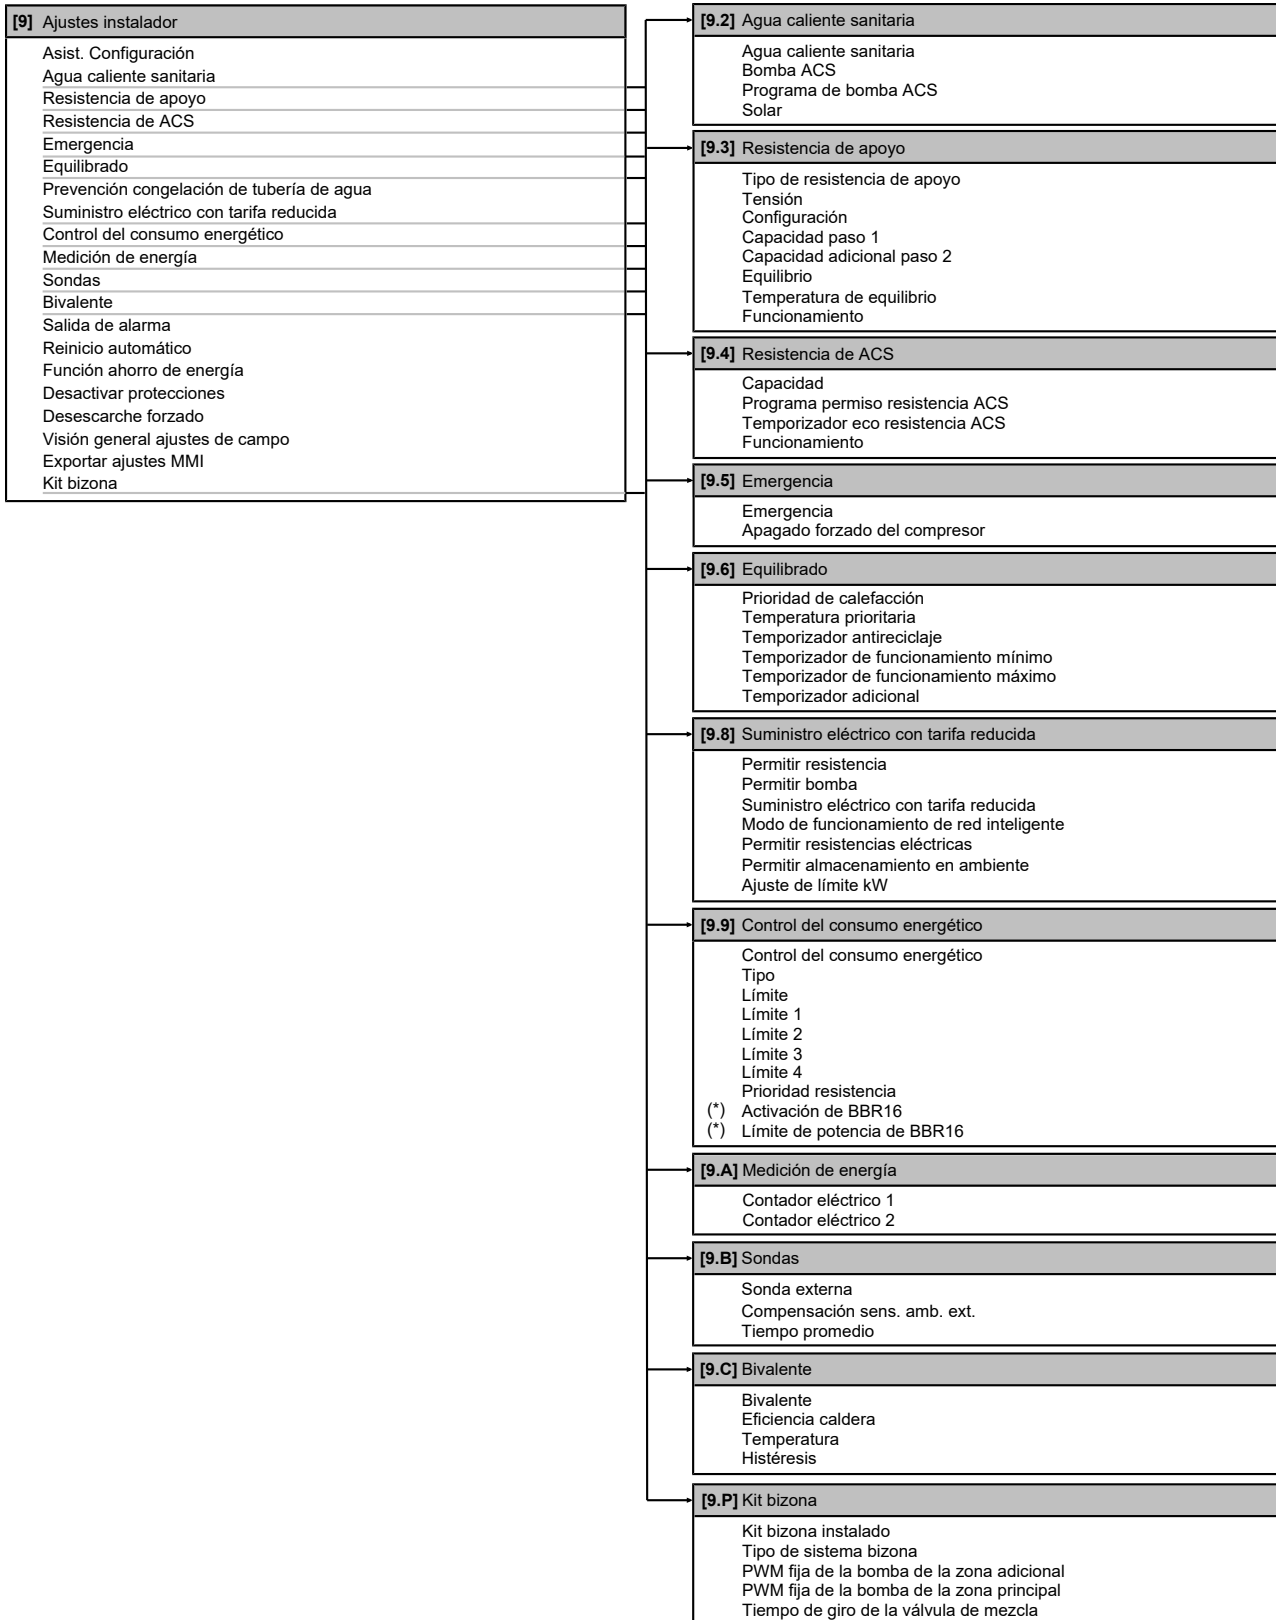 [9] Ajustes instalador
Asist. Configuración
Agua caliente sanitaria
Resistencia de apoyo
Resistencia de ACS
Emergencia
Equilibrado
Prevención congelación de tubería de agua
Suministro eléctrico con tarifa reducida
Control del consumo energético
Medición de energía
Sondas
Bivalente
Salida de alarma
Reinicio automático
Función ahorro de energía
Desactivar protecciones
Desescarche forzado
Visión general ajustes de campo
Exportar ajustes MMI
Kit bizona
[9.2] Agua caliente sanitaria
Agua caliente sanitaria
Bomba ACS
Programa de bomba ACS
Solar
[9.3] Resistencia de apoyo
Tipo de resistencia de apoyo
Tensión
Configuración
Capacidad paso 1
Capacidad adicional paso 2
Equilibrio
Temperatura de equilibrio
Funcionamiento
[9.4] Resistencia de ACS
Capacidad
Programa permiso resistencia ACS
Temporizador eco resistencia ACS
Funcionamiento
[9.5] Emergencia
Emergencia
Apagado forzado del compresor
[9.6] Equilibrado
Prioridad de calefacción
Temperatura prioritaria
Temporizador antireciclaje
Temporizador de funcionamiento mínimo
Temporizador de funcionamiento máximo
Temporizador adicional
[9.8] Suministro eléctrico con tarifa reducida
Permitir resistencia
Permitir bomba
Suministro eléctrico con tarifa reducida
Modo de funcionamiento de red inteligente
Permitir resistencias eléctricas
Permitir almacenamiento en ambiente
Ajuste de límite kW
[9.9] Control del consumo energético
Control del consumo energético
Tipo
Límite
Límite 1
Límite 2
Límite 3
Límite 4
Prioridad resistencia
(*) Activación de BBR16
(*) Límite de potencia de BBR16
[9.A] Medición de energía
Contador eléctrico 1
Contador eléctrico 2
[9.B] Sondas
Sonda externa
Compensación sens. amb. ext.
Tiempo promedio
[9.C] Bivalente
Bivalente
Eficiencia caldera
Temperatura
Histéresis
[9.P] Kit bizona
Kit bizona instalado
Tipo de sistema bizona
PWM fija de la bomba de la zona adicional
PWM fija de la bomba de la zona principal
Tiempo de giro de la válvula de mezcla